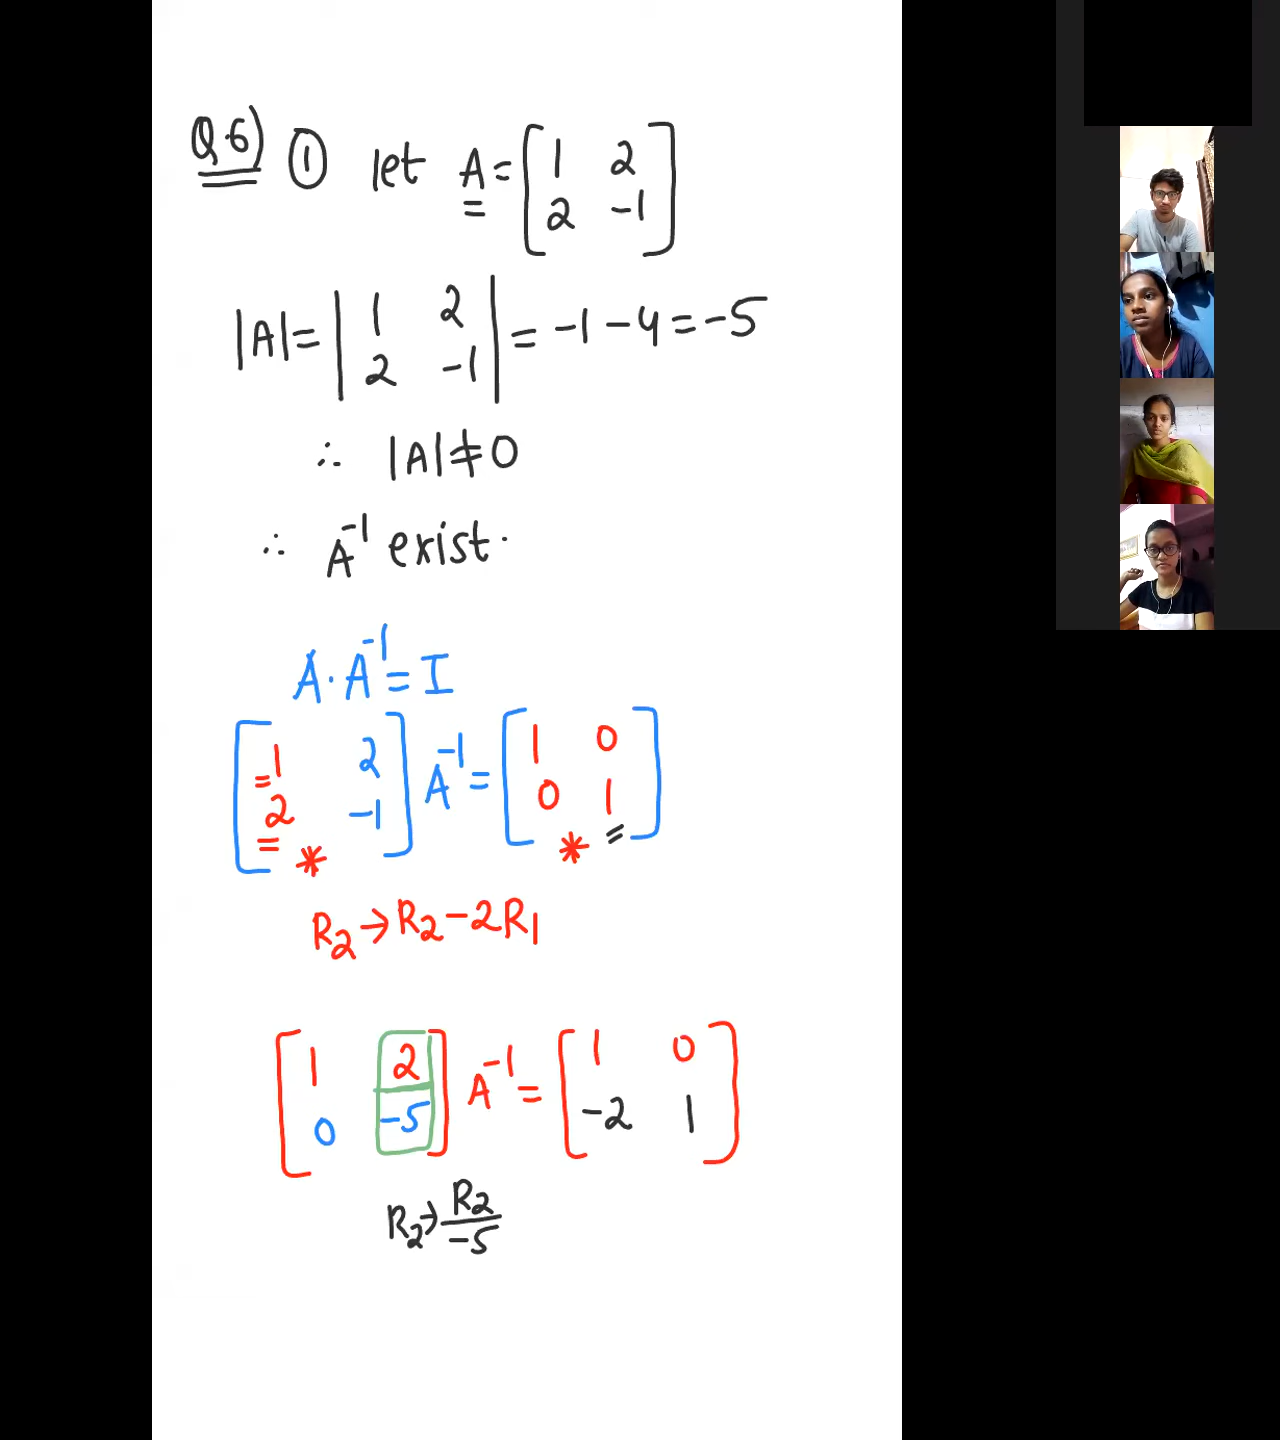 Q.6) ① let A = [ 1 2
2 -1 ]
|A| = | 1 2
2 -1 | = -1 - 4 = -5
∴ |A| ≠ 0
∴ A⁻¹ exist.
A · A⁻¹ = I
[ 1 2
2 -1 ] A⁻¹ = [ 1 0
0 1 ]
* *
R₂ → R₂ - 2R₁
[ 1 2
0 -5 ] A⁻¹ = [ 1 0
-2 1 ]
R₂ → R₂/-5